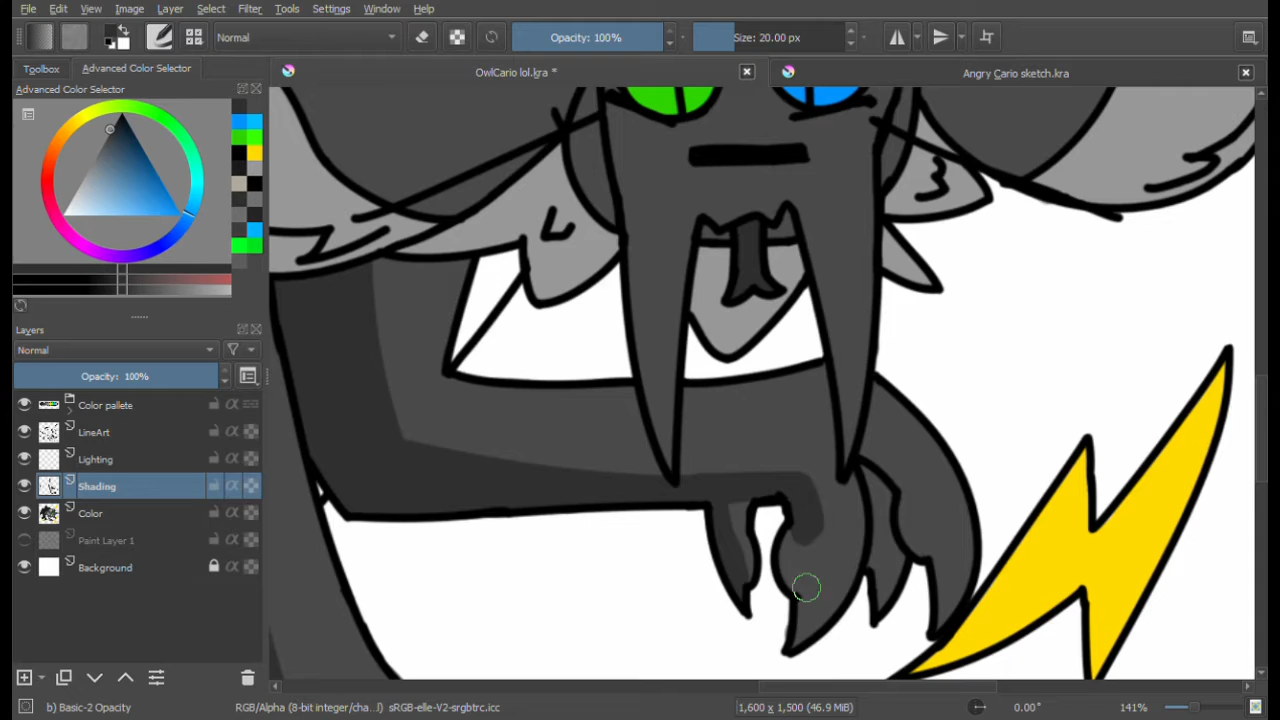 File Edit View Image Layer Select Filter Tools Settings Window Help
Normal Opacity: 100% Size: 20.00 px
Toolbox Advanced Color Selector OwlCario lol.kra * Angry Cario sketch.kra
Advanced Color Selector
Layers
Normal
Opacity: 100%
Color pallete
LineArt
Lighting
Shading
Color
Paint Layer 1
Background
b) Basic-2 Opacity RGB/Alpha (8-bit integer/cha...l) sRGB-elle-V2-srgbtrc.icc 1,600 x 1,500 (46.9 MiB) 0.00° 141%